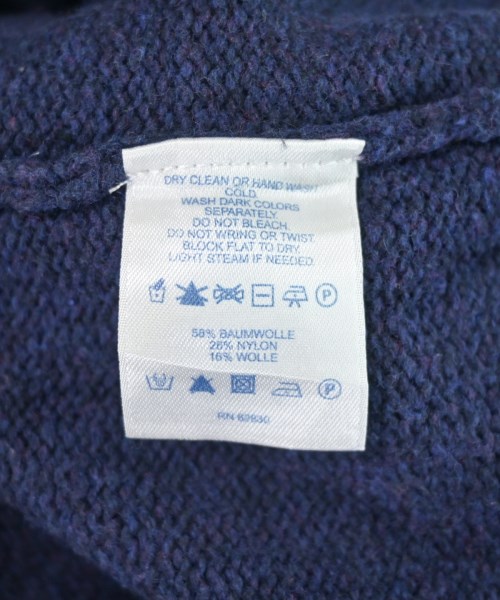 DRY CLEAN OR HAND WASH
COLD.
WASH DARK COLORS
SEPARATELY.
DO NOT BLEACH.
DO NOT WRING OR TWIST.
BLOCK FLAT TO DRY.
LIGHT STEAM IF NEEDED.
P
58% BAUMWOLLE
26% NYLON
16% WOLLE
P
RN 62830